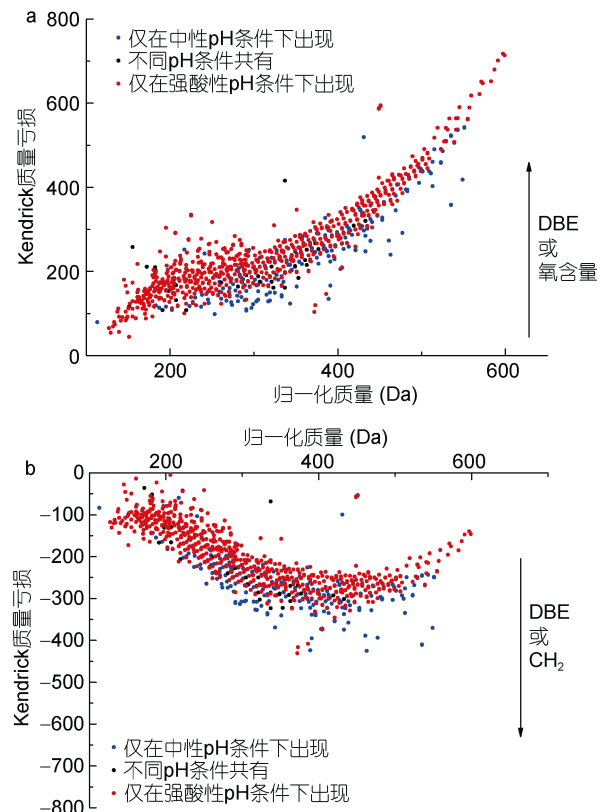 a
800
600
400
200
0
Kendrick质量亏损
仅在中性pH条件下出现
不同pH条件共有
仅在强酸性pH条件下出现
DBE
或
氧含量
200
400
600
归一化质量 (Da)
归一化质量 (Da)
b
200
400
600
0
−100
−200
−300
−400
−500
−600
−700
−800
Kendrick质量亏损
DBE
或
CH₂
仅在中性pH条件下出现
不同pH条件共有
仅在强酸性pH条件下出现